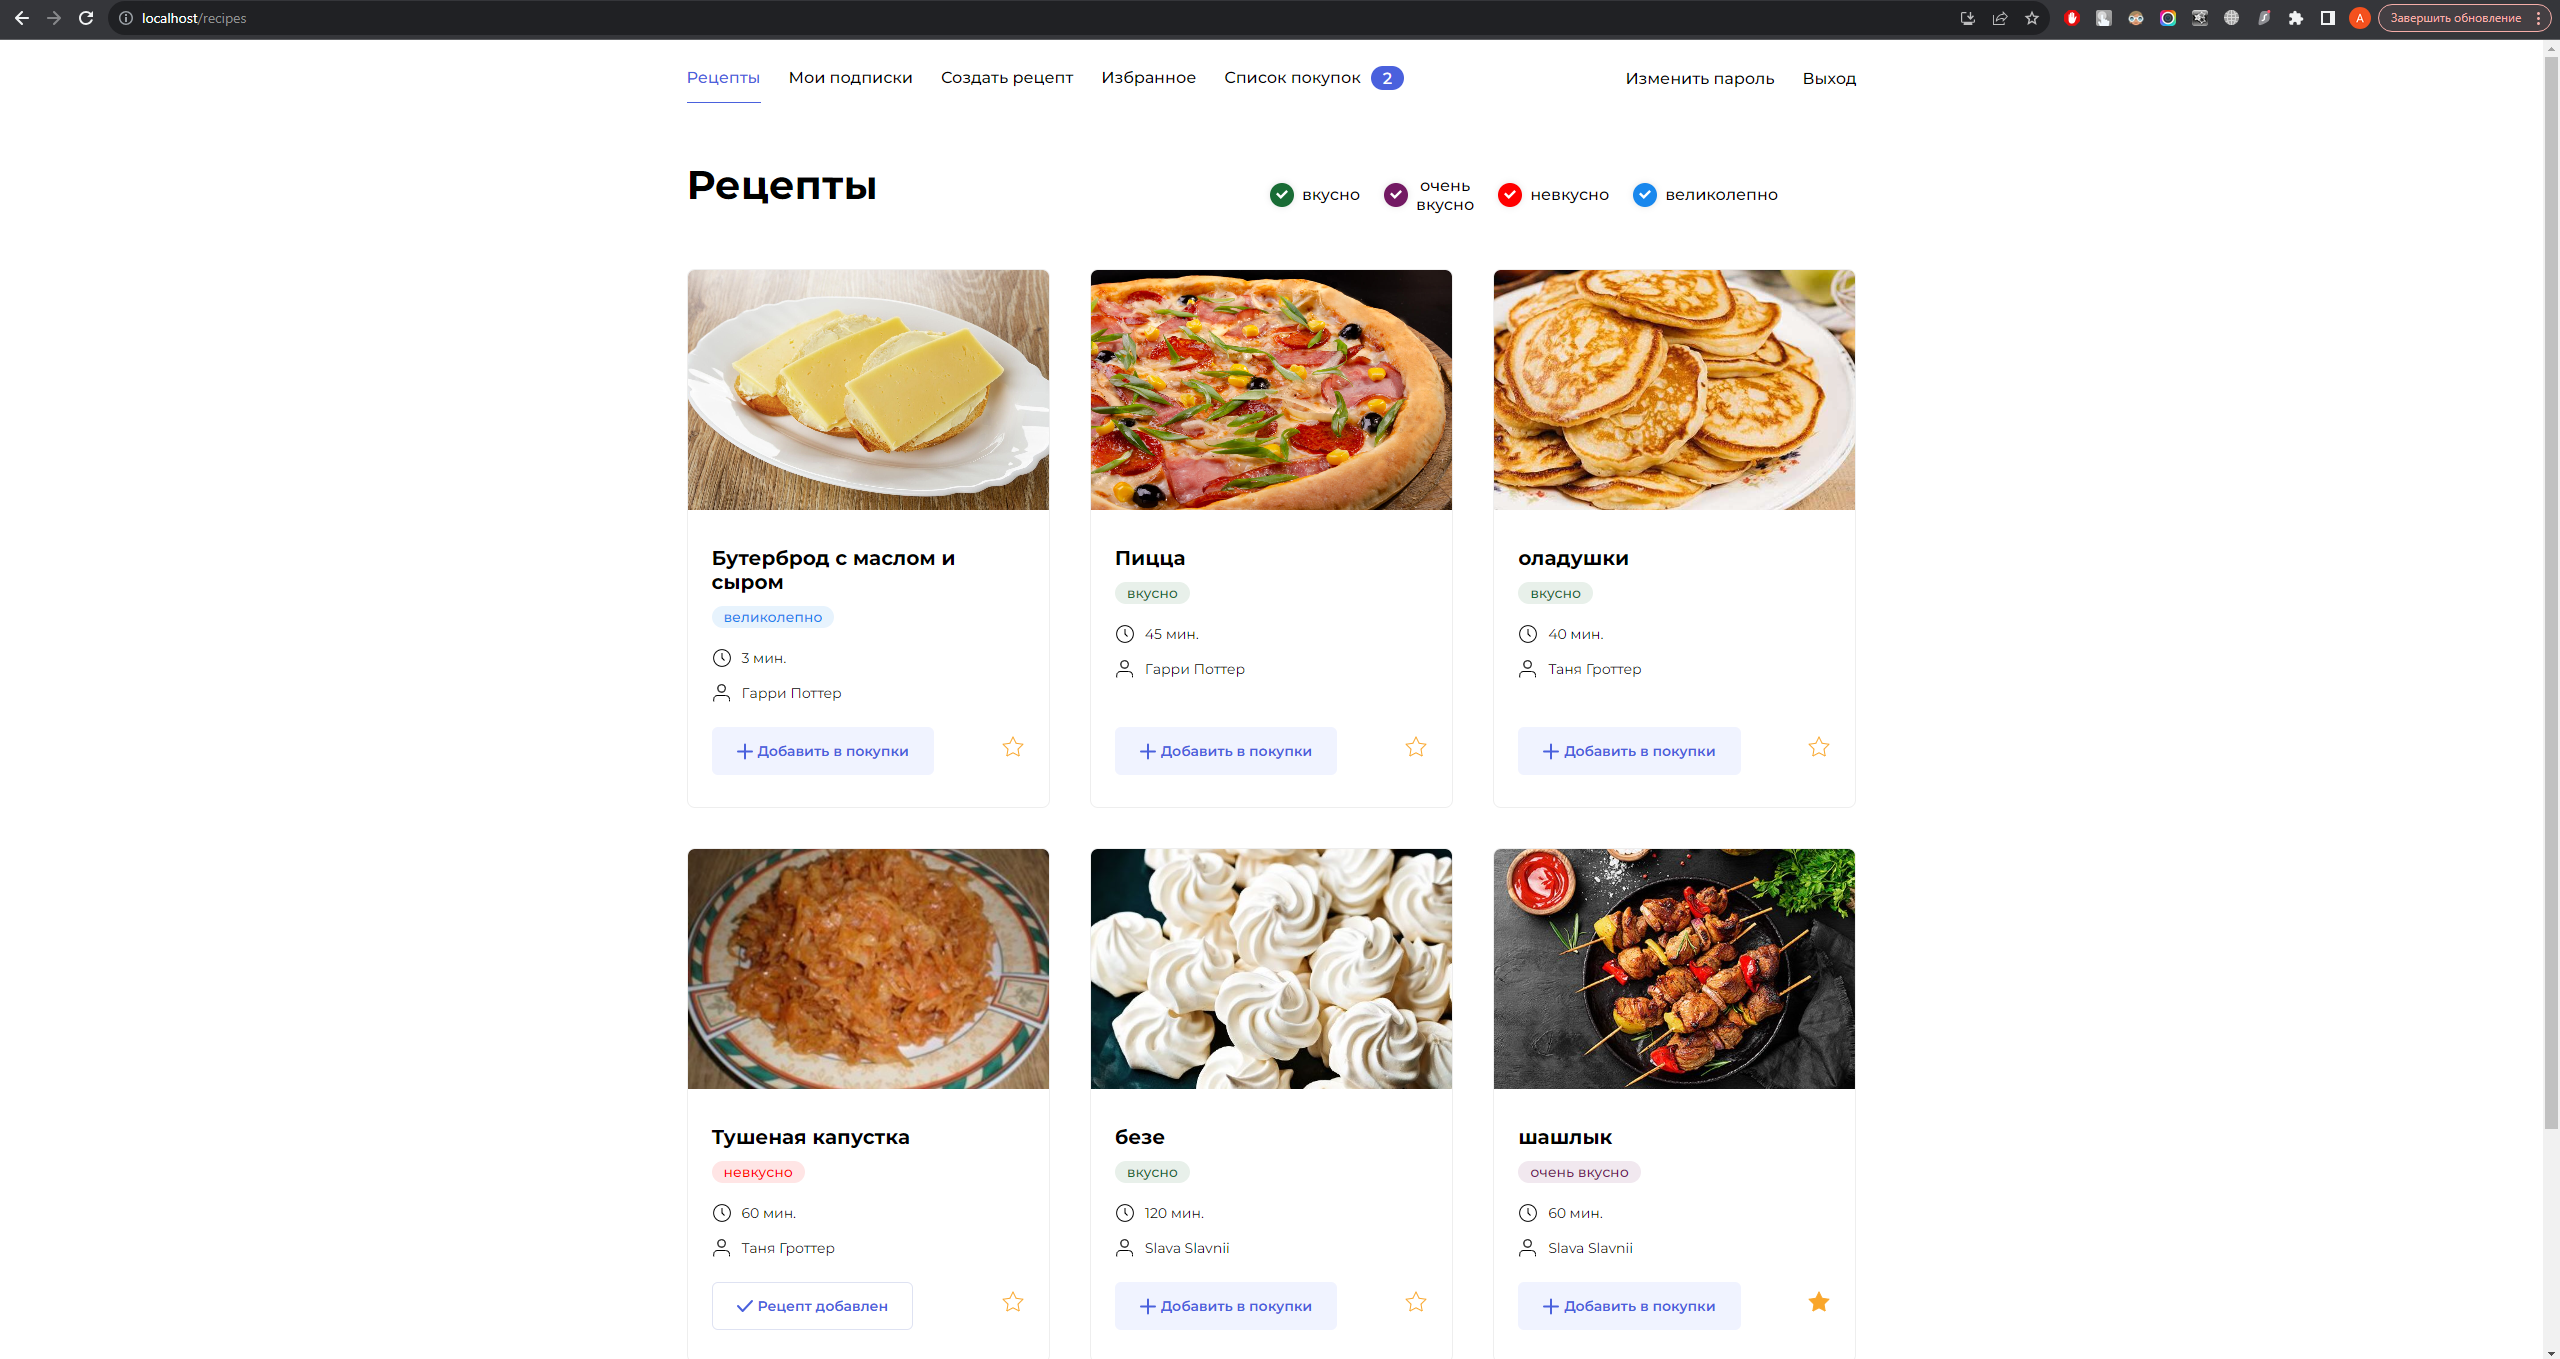 localhost/recipes
А
Завершить обновление
Рецепты
Мои подписки
Создать рецепт
Избранное
Список покупок 2
Изменить пароль
Выход
Рецепты
вкусно
очень
вкусно
невкусно
великолепно
Бутерброд с маслом и
сыром
великолепно
3 мин.
Гарри Поттер
Добавить в покупки
Пицца
вкусно
45 мин.
Гарри Поттер
Добавить в покупки
оладушки
вкусно
40 мин.
Таня Гроттер
Добавить в покупки
Тушеная капустка
невкусно
60 мин.
Таня Гроттер
Рецепт добавлен
безе
вкусно
120 мин.
Slava Slavnii
Добавить в покупки
шашлык
очень вкусно
60 мин.
Slava Slavnii
Добавить в покупки